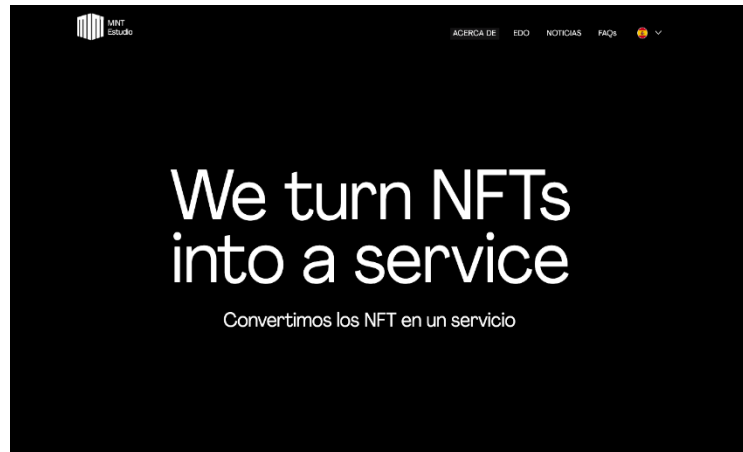 MINT
Estudio
ACERCA DE EDO NOTICIAS FAQs
We turn NFTs
into a service
Convertimos los NFT en un servicio